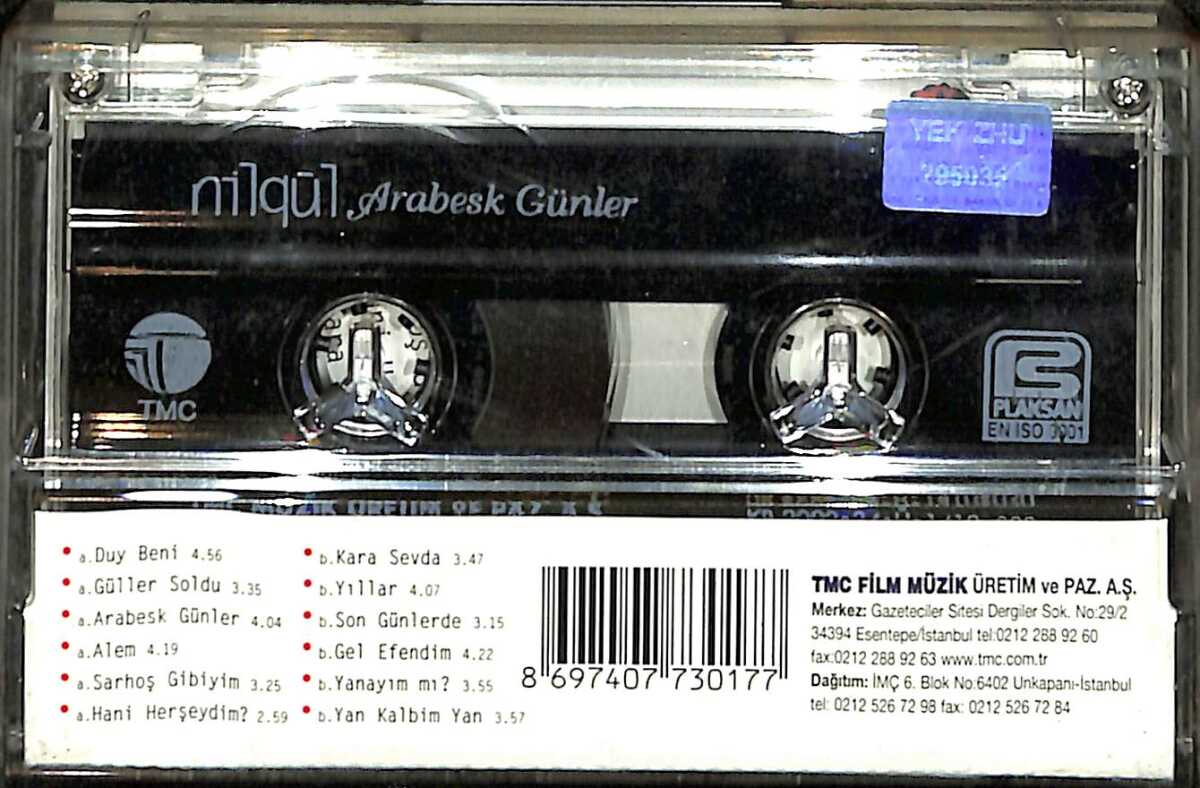 nilgül Arabesk Günler
TMC
PLAKSAN
EN ISO 9001
a.Duy Beni 4.56
a.Güller Soldu 3.35
a.Arabesk Günler 4.04
a.Alem 4.19
a.Sarhoş Gibiyim 3.25
a.Hani Herşeydim? 2.59
b.Kara Sevda 3.47
b.Yıllar 4.07
b.Son Günlerde 3.15
b.Gel Efendim 4.22
b.Yanayım mı? 3.55
b.Yan Kalbim Yan 3.57
8 697407 730177
TMC FİLM MÜZİK ÜRETİM ve PAZ. A.Ş.
Merkez: Gazeteciler Sitesi Dergiler Sok. No:29/2
34394 Esentepe/İstanbul tel:0212 288 92 60
fax:0212 288 92 63 www.tmc.com.tr
Dağıtım: İMÇ 6. Blok No:6402 Unkapanı-İstanbul
tel: 0212 526 72 98 fax: 0212 526 72 84